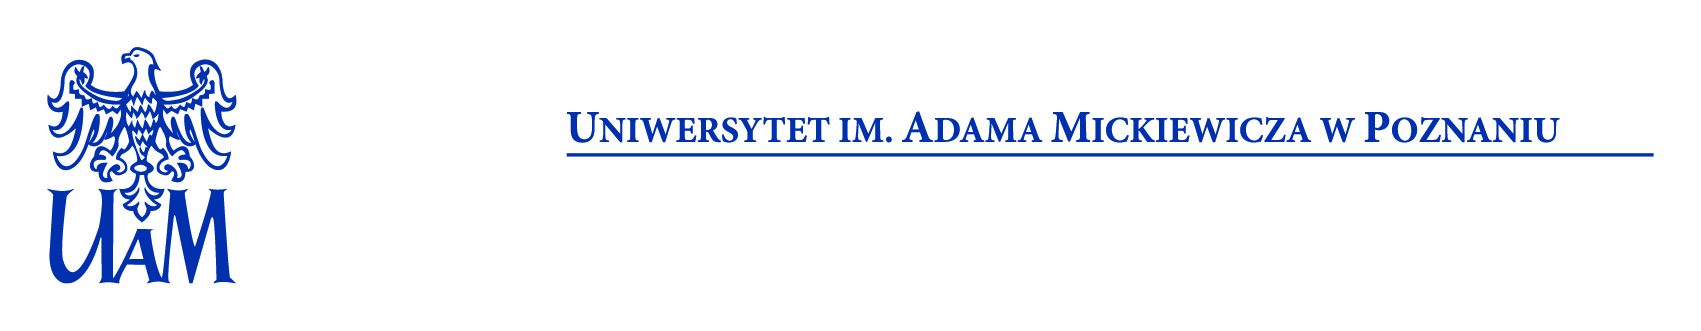 UNIWERSYTET IM. ADAMA MICKIEWICZA W POZNANIU
UAM